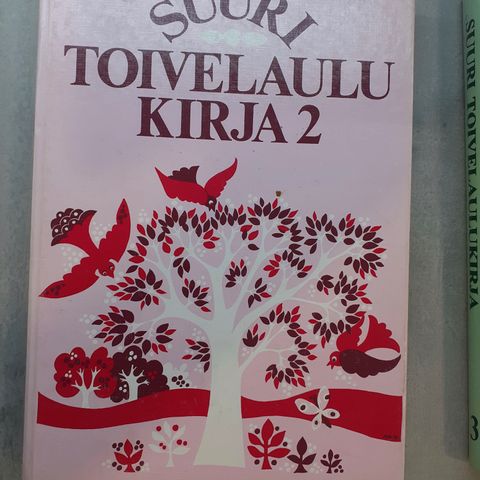 SUURI
TOIVELAULU
KIRJA 2
SUURI TOIVELAULUKIRJA
3